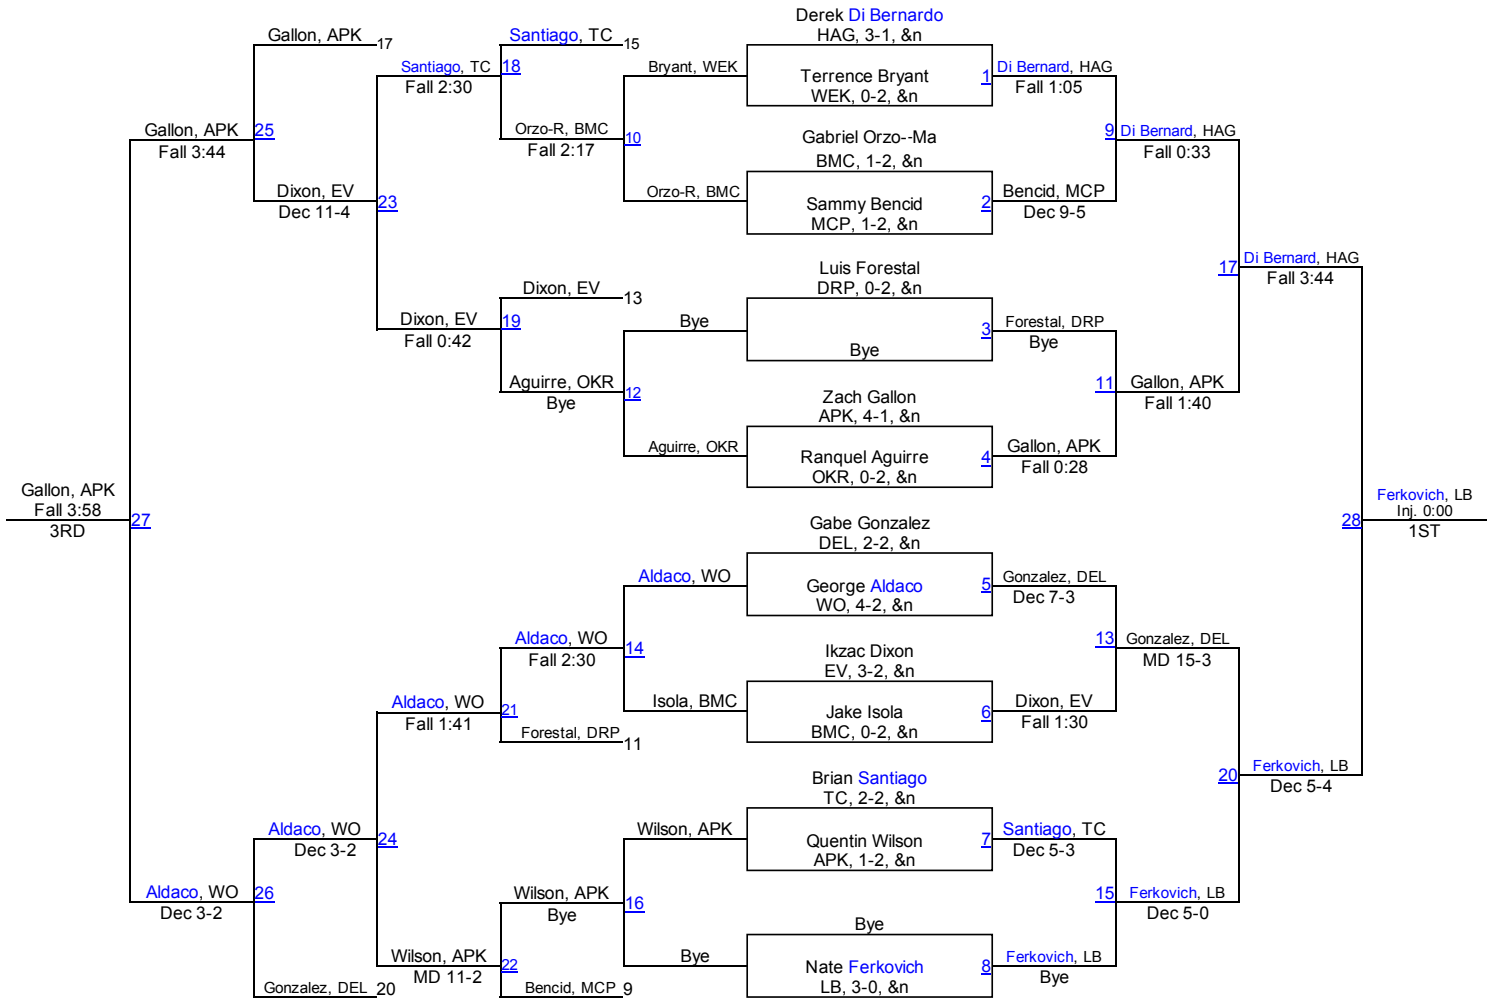 Derek Di Bernardo
HAG, 3-1, &n
Gallon, APK 17
Santiago, TC 15
Santiago, TC 18
Fall 2:30
Bryant, WEK
Terrence Bryant
WEK, 0-2, &n
1 Di Bernard, HAG
Fall 1:05
Gallon, APK 25
Fall 3:44
Orzo-R, BMC 10
Fall 2:17
Gabriel Orzo--Ma
BMC, 1-2, &n
9 Di Bernard, HAG
Fall 0:33
Dixon, EV 23
Dec 11-4
Orzo-R, BMC
Sammy Bencid
MCP, 1-2, &n
2 Bencid, MCP
Dec 9-5
Luis Forestal
DRP, 0-2, &n
17 Di Bernard, HAG
Fall 3:44
Dixon, EV 13
Dixon, EV 19
Fall 0:42
Bye
Bye
3 Forestal, DRP
Bye
Aguirre, OKR 12
Bye
Zach Gallon
APK, 4-1, &n
11 Gallon, APK
Fall 1:40
Aguirre, OKR
Ranquel Aguirre
OKR, 0-2, &n
4 Gallon, APK
Fall 0:28
Gallon, APK
Fall 3:58
27
3RD
Gabe Gonzalez
DEL, 2-2, &n
Ferkovich, LB
Inj. 0:00
28
1ST
Aldaco, WO
George Aldaco
WO, 4-2, &n
5 Gonzalez, DEL
Dec 7-3
Aldaco, WO 14
Fall 2:30
Ikzac Dixon
EV, 3-2, &n
13 Gonzalez, DEL
MD 15-3
Aldaco, WO 21
Fall 1:41
Forestal, DRP 11
Isola, BMC
Jake Isola
BMC, 0-2, &n
6 Dixon, EV
Fall 1:30
Brian Santiago
TC, 2-2, &n
20 Ferkovich, LB
Dec 5-4
Aldaco, WO 24
Dec 3-2
Wilson, APK
Quentin Wilson
APK, 1-2, &n
7 Santiago, TC
Dec 5-3
Aldaco, WO 26
Dec 3-2
Wilson, APK 16
Bye
Bye
15 Ferkovich, LB
Dec 5-0
Wilson, APK 22
MD 11-2
Bye
Nate Ferkovich
LB, 3-0, &n
8 Ferkovich, LB
Bye
Gonzalez, DEL 20
Bencid, MCP 9